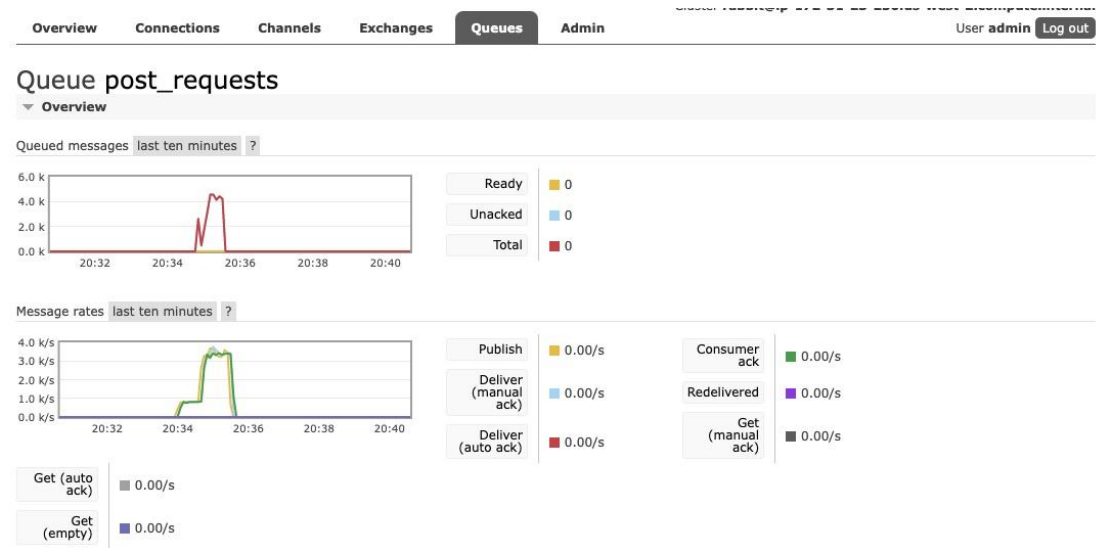 Cluster
Overview Connections Channels Exchanges Queues Admin User admin Log out
Queue post_requests
Overview
Queued messages last ten minutes ?
6.0 k
4.0 k
2.0 k
0.0 k
20:32 20:34 20:36 20:38 20:40
Ready 0
Unacked 0
Total 0
Message rates last ten minutes ?
4.0 k/s
3.0 k/s
2.0 k/s
1.0 k/s
0.0 k/s
20:32 20:34 20:36 20:38 20:40
Publish 0.00/s
Deliver
(manual 0.00/s
ack)
Deliver
(auto ack) 0.00/s
Consumer
ack 0.00/s
Redelivered 0.00/s
Get
(manual 0.00/s
ack)
Get (auto
ack) 0.00/s
Get
(empty) 0.00/s